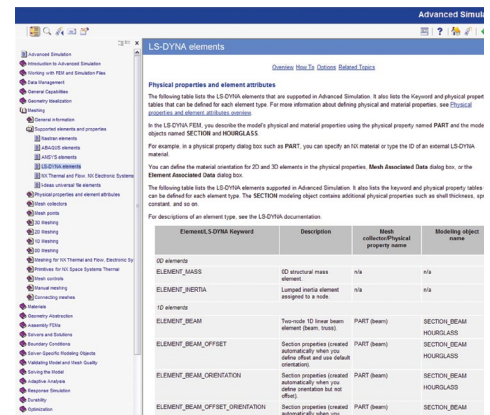 Advanced Simula
LS-DYNA elements
Advanced Simulation
Introduction to Advanced Simulation
Working with FEM and Simulation Files
Data Management
General Capabilities
Geometry Idealization
Meshing
General information
Supported elements and properties
Nastran elements
ABAQUS elements
ANSYS elements
LS-DYNA elements
NX Thermal and Flow, NX Electronic Systems
I-deas universal file elements
Physical properties and element attributes
Mesh collectors
Mesh points
3D Meshing
2D Meshing
1D Meshing
0D Meshing
Meshing for NX Thermal and Flow, Electronic Sy
Primitives for NX Space Systems Thermal
Mesh controls
Manual meshing
Connecting meshes
Materials
Geometry Abstraction
Assembly FEMs
Solvers and Solutions
Boundary Conditions
Solver-Specific Modeling Objects
Validating Model and Mesh Quality
Solving the Model
Adaptive Analysis
Response Simulation
Durability
Optimization
Overview How To Options Related Topics
Physical properties and element attributes
The following table lists the LS-DYNA elements that are supported in Advanced Simulation. It also lists the Keyword and physical propert
tables that can be defined for each element type. For more information about defining physical and material properties, see Physical
properties and element attributes overview.
In the LS-DYNA FEM, you describe the model's physical and material properties using the physical property named PART and the mode
objects named SECTION and HOURGLASS.
For example, in a physical property dialog box such as PART, you can specify an NX material or type the ID of an external LS-DYNA
material.
You can define the material orientation for 2D and 3D elements in the physical properties, Mesh Associated Data dialog box, or the
Element Associated Data dialog box.
The following table lists the LS-DYNA elements supported in Advanced Simulation. It also lists the keyword and physical property tables
can be defined for each element type. The SECTION modeling object contains additional physical properties such as shell thickness, spr
constant. and so on.
For descriptions of an element type, see the LS-DYNA documentation.
Element/LS-DYNA Keyword Description Mesh collector/Physical property name Modeling object name
0D elements
ELEMENT_MASS 0D structural mass element. n/a n/a
ELEMENT_INERTIA Lumped inertia element assigned to a node. n/a n/a
1D elements
ELEMENT_BEAM Two-node 1D linear beam element (beam, truss). PART (beam) SECTION_BEAM
HOURGLASS
ELEMENT_BEAM_OFFSET Section properties (created automatically when you define offset and use default orientation). PART (beam) SECTION_BEAM
HOURGLASS
ELEMENT_BEAM_ORIENTATION Section properties (created automatically when you define orientation but not offset). PART (beam) SECTION_BEAM
HOURGLASS
ELEMENT_BEAM_OFFSET_ORIENTATION Section properties (created automatically when you PART (beam) SECTION_BEAM